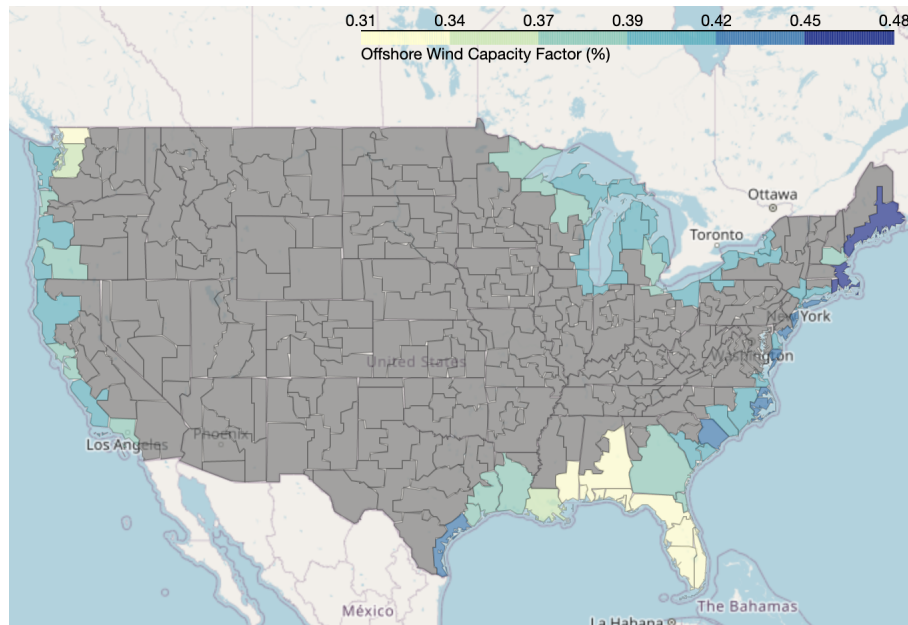 0.31 0.34 0.37 0.39 0.42 0.45 0.48
Offshore Wind Capacity Factor (%)
Ottawa
Toronto
New York
Washington
United States
Los Angeles
Phoenix
México
The Bahamas
La Habana